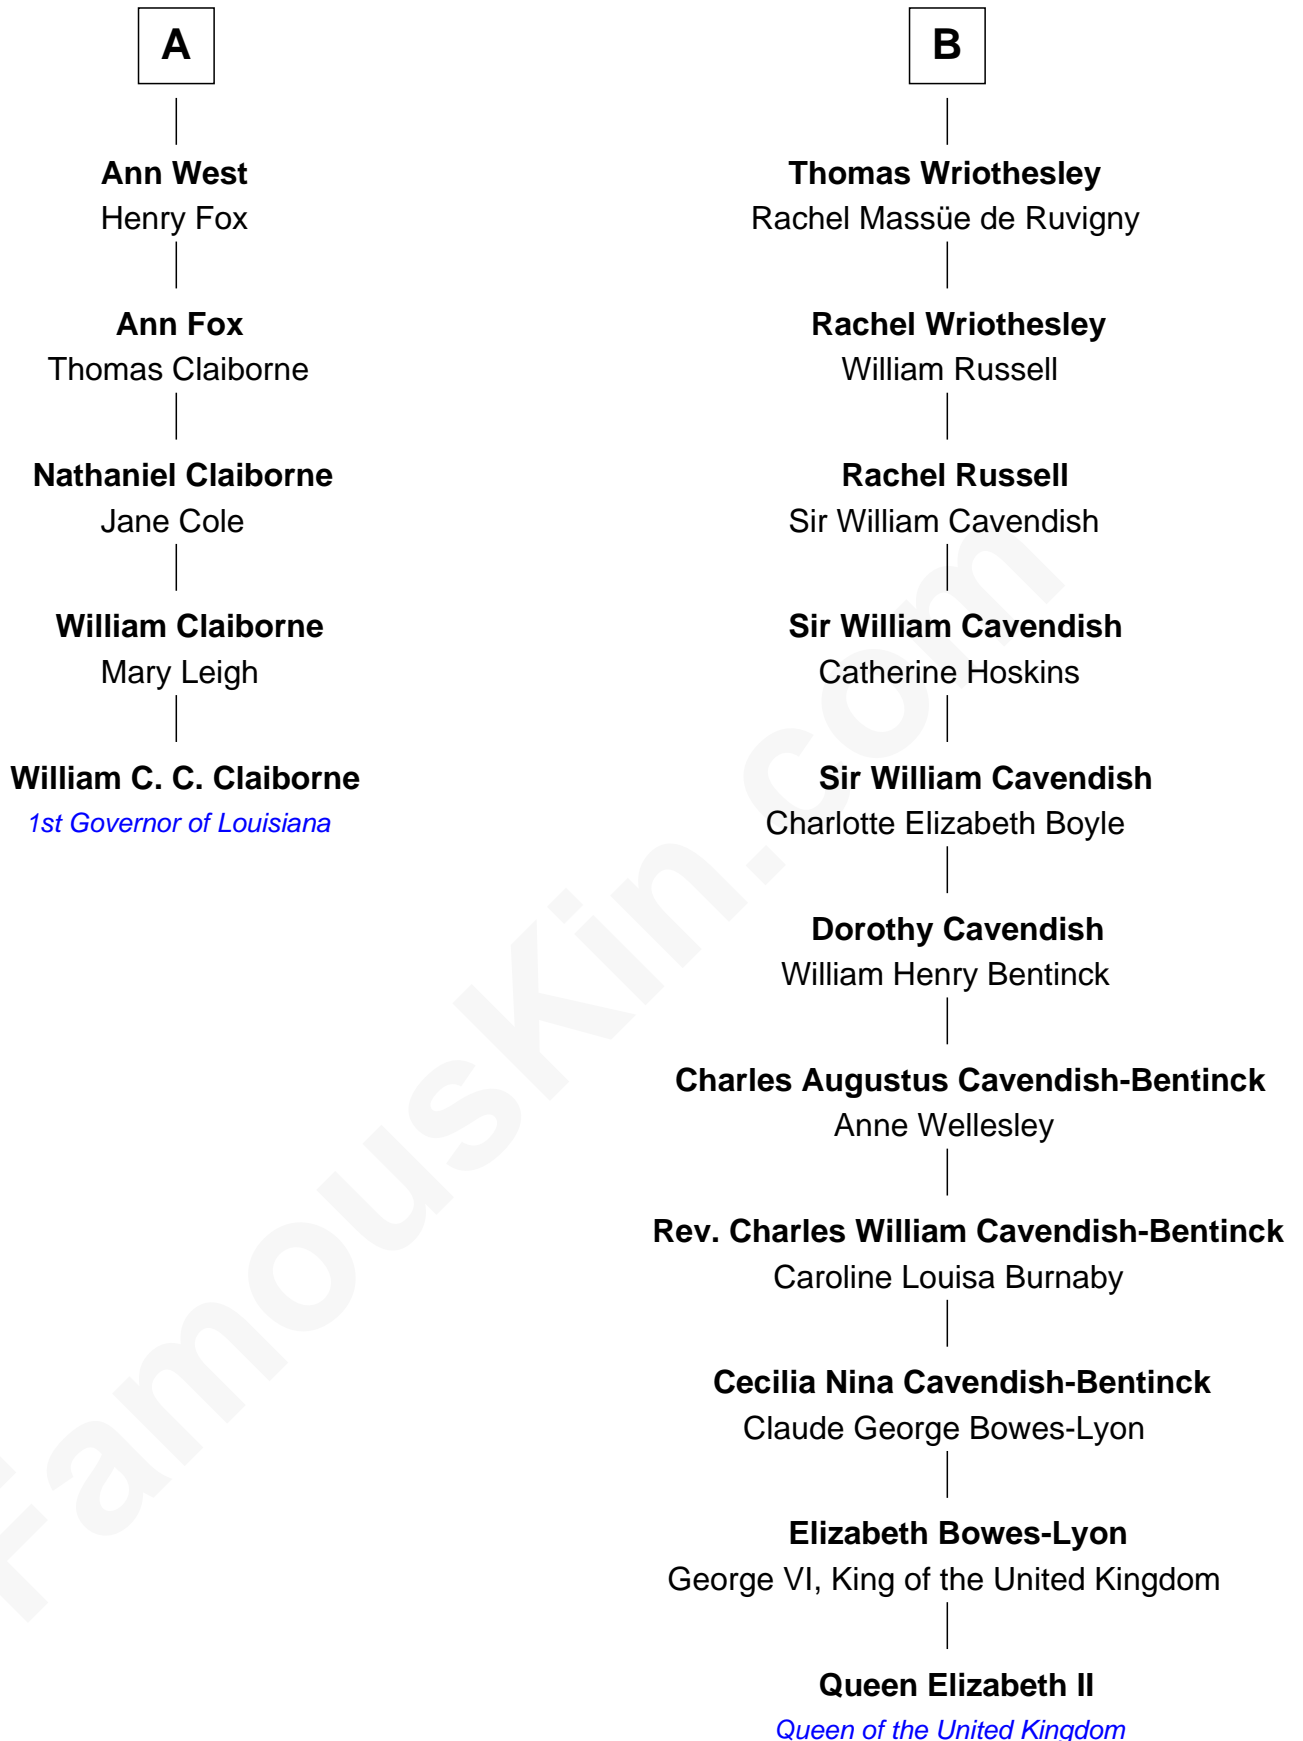 A
Ann West
Henry Fox
Ann Fox
Thomas Claiborne
Nathaniel Claiborne
Jane Cole
William Claiborne
Mary Leigh
William C. C. Claiborne
1st Governor of Louisiana
B
Thomas Wriothesley
Rachel Massüe de Ruvigny
Rachel Wriothesley
William Russell
Rachel Russell
Sir William Cavendish
Sir William Cavendish
Catherine Hoskins
Sir William Cavendish
Charlotte Elizabeth Boyle
Dorothy Cavendish
William Henry Bentinck
Charles Augustus Cavendish-Bentinck
Anne Wellesley
Rev. Charles William Cavendish-Bentinck
Caroline Louisa Burnaby
Cecilia Nina Cavendish-Bentinck
Claude George Bowes-Lyon
Elizabeth Bowes-Lyon
George VI, King of the United Kingdom
Queen Elizabeth II
Queen of the United Kingdom
FamousKin.com